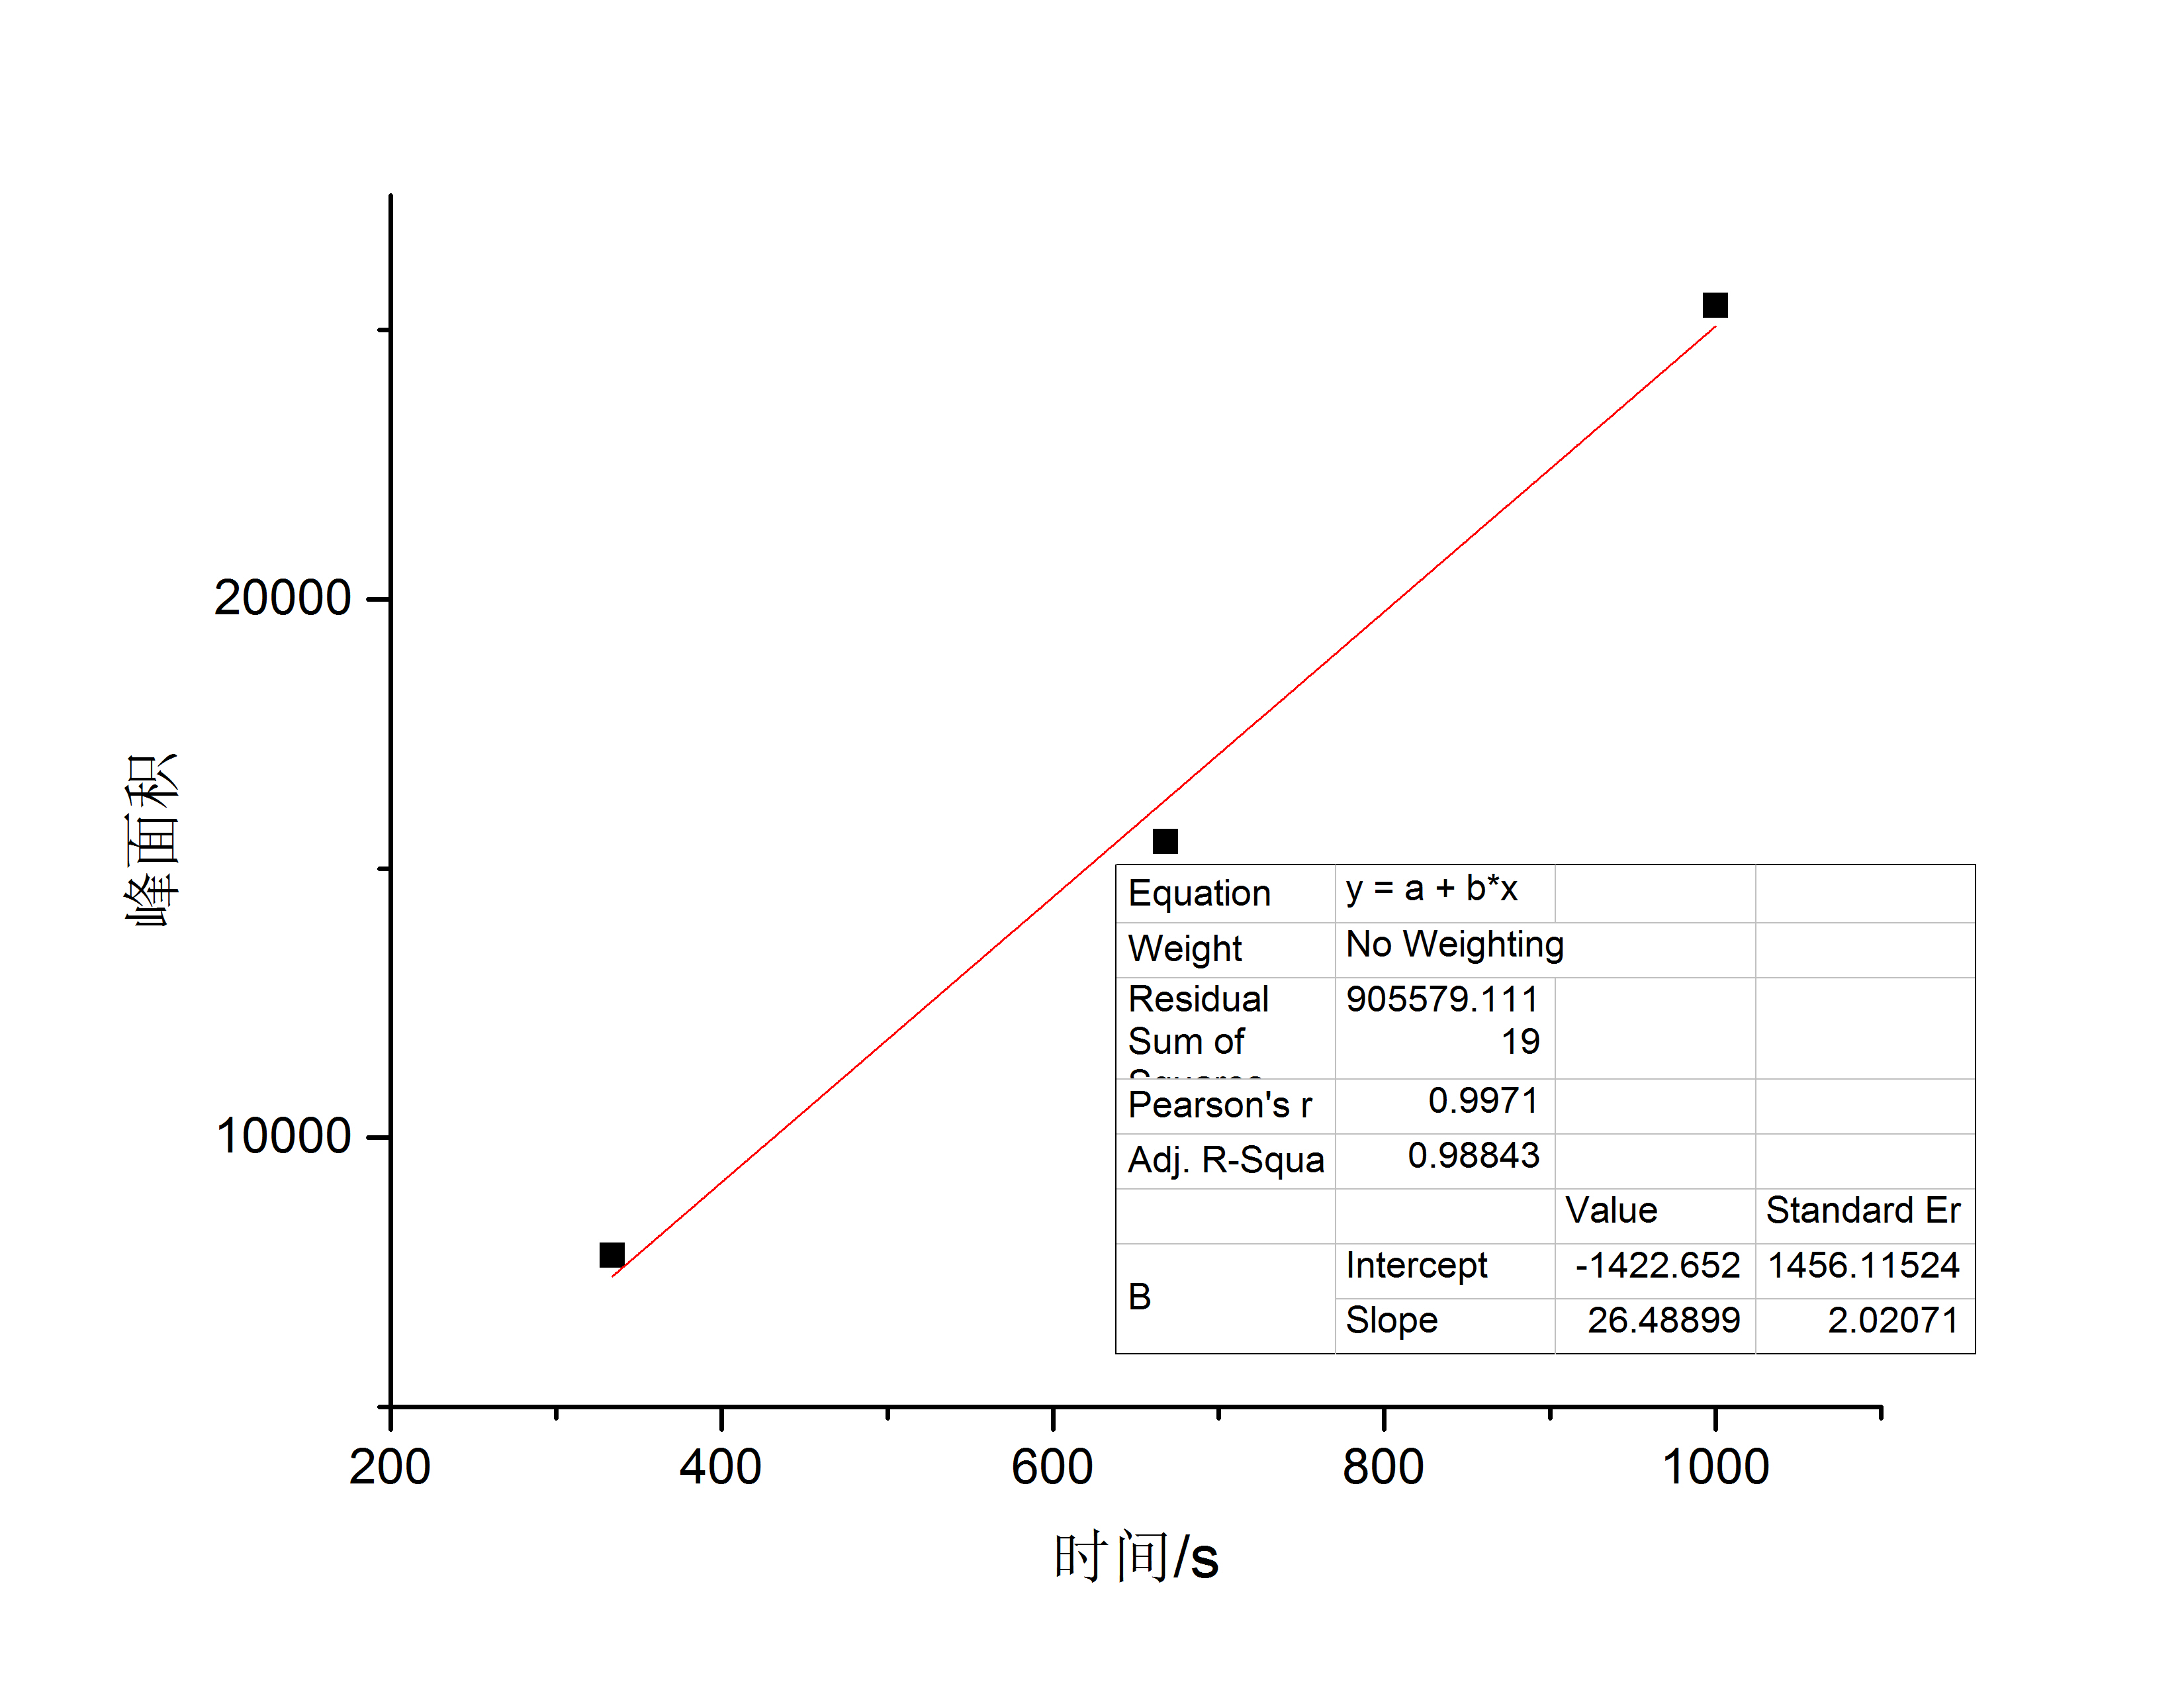 峰面积
20000
10000
200 400 600 800 1000
时间/s
Equation y = a + b*x
Weight No Weighting
Residual 905579.111
Sum of 19
Squares
Pearson's r 0.9971
Adj. R-Squa 0.98843
Value Standard Er
B Intercept -1422.652 1456.11524
Slope 26.48899 2.02071